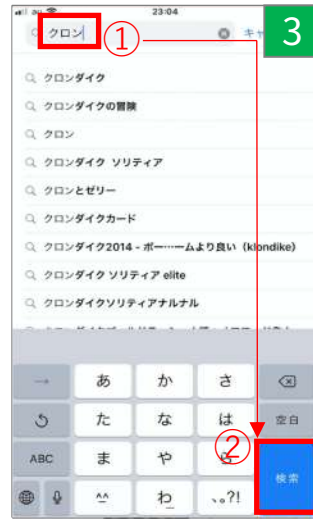 au 23:04
クロン ① キャ 3
クロンダイク
クロンダイクの冒険
クロン
クロンダイク ソリティア
クロンとゼリー
クロンダイクカード
クロンダイク2014 - ポー……ームより良い（klondike）
クロンダイク ソリティア elite
クロンダイクソリティアナルナル
→ あ か さ
た な は 空白
ABC ま や ら ②
^^ わ 、。?! 検索